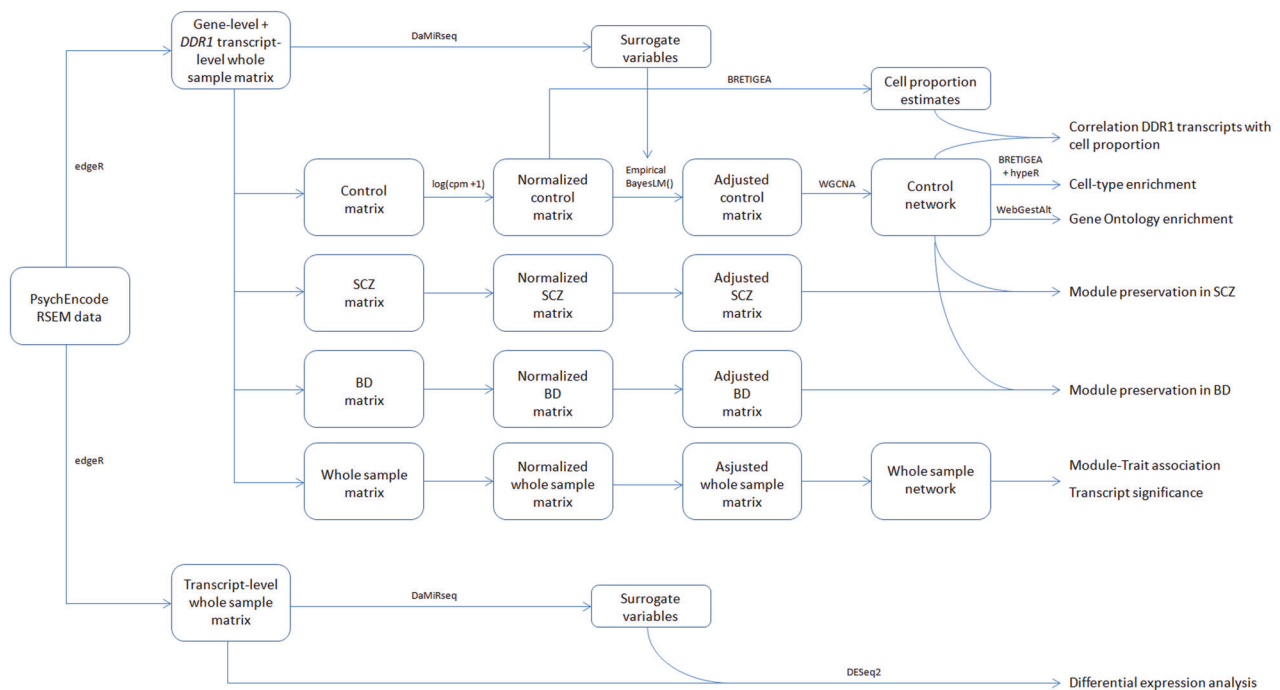 Gene-level +
DDR1 transcript-
level whole
sample matrix
DaMiRseq
Surrogate
variables
BRETIGEA
Cell proportion
estimates
Correlation DDR1 transcripts with
cell proportion
edgeR
Control
matrix
log(cpm +1)
Normalized
control
matrix
Empirical
BayesLM()
Adjusted
control
matrix
WGCNA
Control
network
BRETIGEA
+ hypeR
Cell-type enrichment
WebGestAlt
Gene Ontology enrichment
PsychEncode
RSEM data
SCZ
matrix
Normalized
SCZ
matrix
Adjusted
SCZ
matrix
Module preservation in SCZ
BD
matrix
Normalized
BD
matrix
Adjusted
BD
matrix
Module preservation in BD
edgeR
Whole sample
matrix
Normalized
whole sample
matrix
Asjusted
whole sample
matrix
Whole sample
network
Module-Trait association
Transcript significance
Transcript-level
whole sample
matrix
DaMiRseq
Surrogate
variables
DESeq2
Differential expression analysis